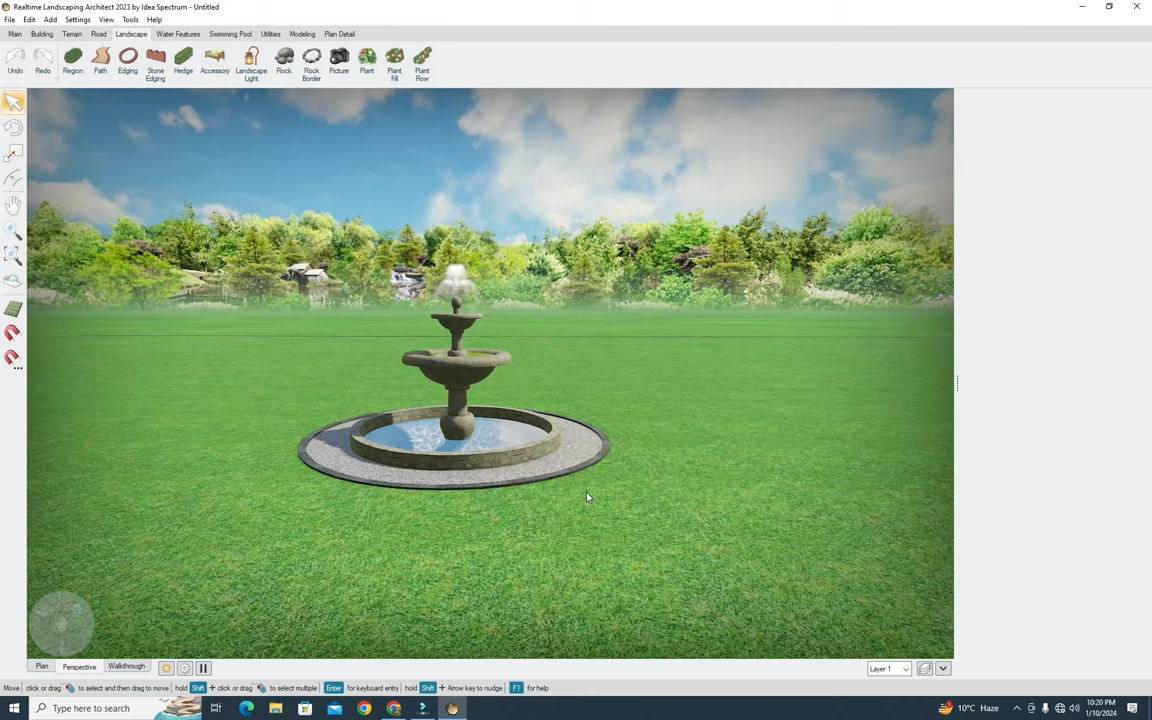 Realtime Landscaping Architect 2023 by Idea Spectrum - Untitled
File Edit Add Settings View Tools Help
Main Building Terrain Road Landscape Water Features Swimming Pool Utilities Modeling Plan Detail
Undo Redo Region Path Edging Stone Edging Hedge Accessory Landscape Light Rock Rock Border Picture Plant Plant Fill Plant Row
Plan Perspective Walkthrough
Layer 1
Move click or drag to select and then drag to move hold Shift + click or drag to select multiple Enter for keyboard entry hold Shift + Arrow key to nudge F1 for help
Type here to search
10°C Haze
10:20 PM
1/10/2024